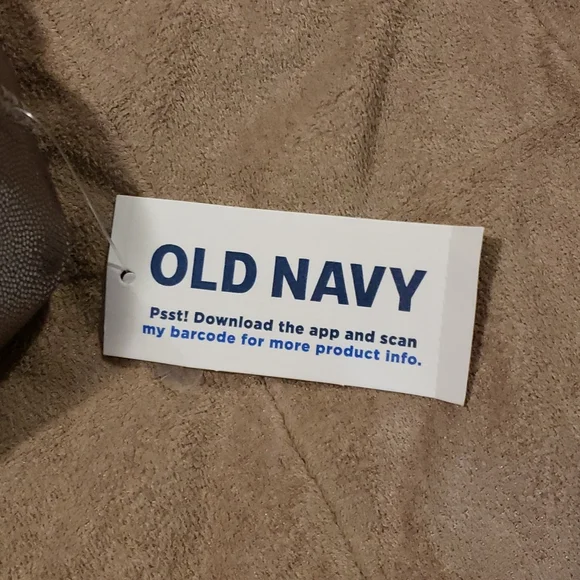 OLD NAVY
Psst! Download the app and scan
my barcode for more product info.